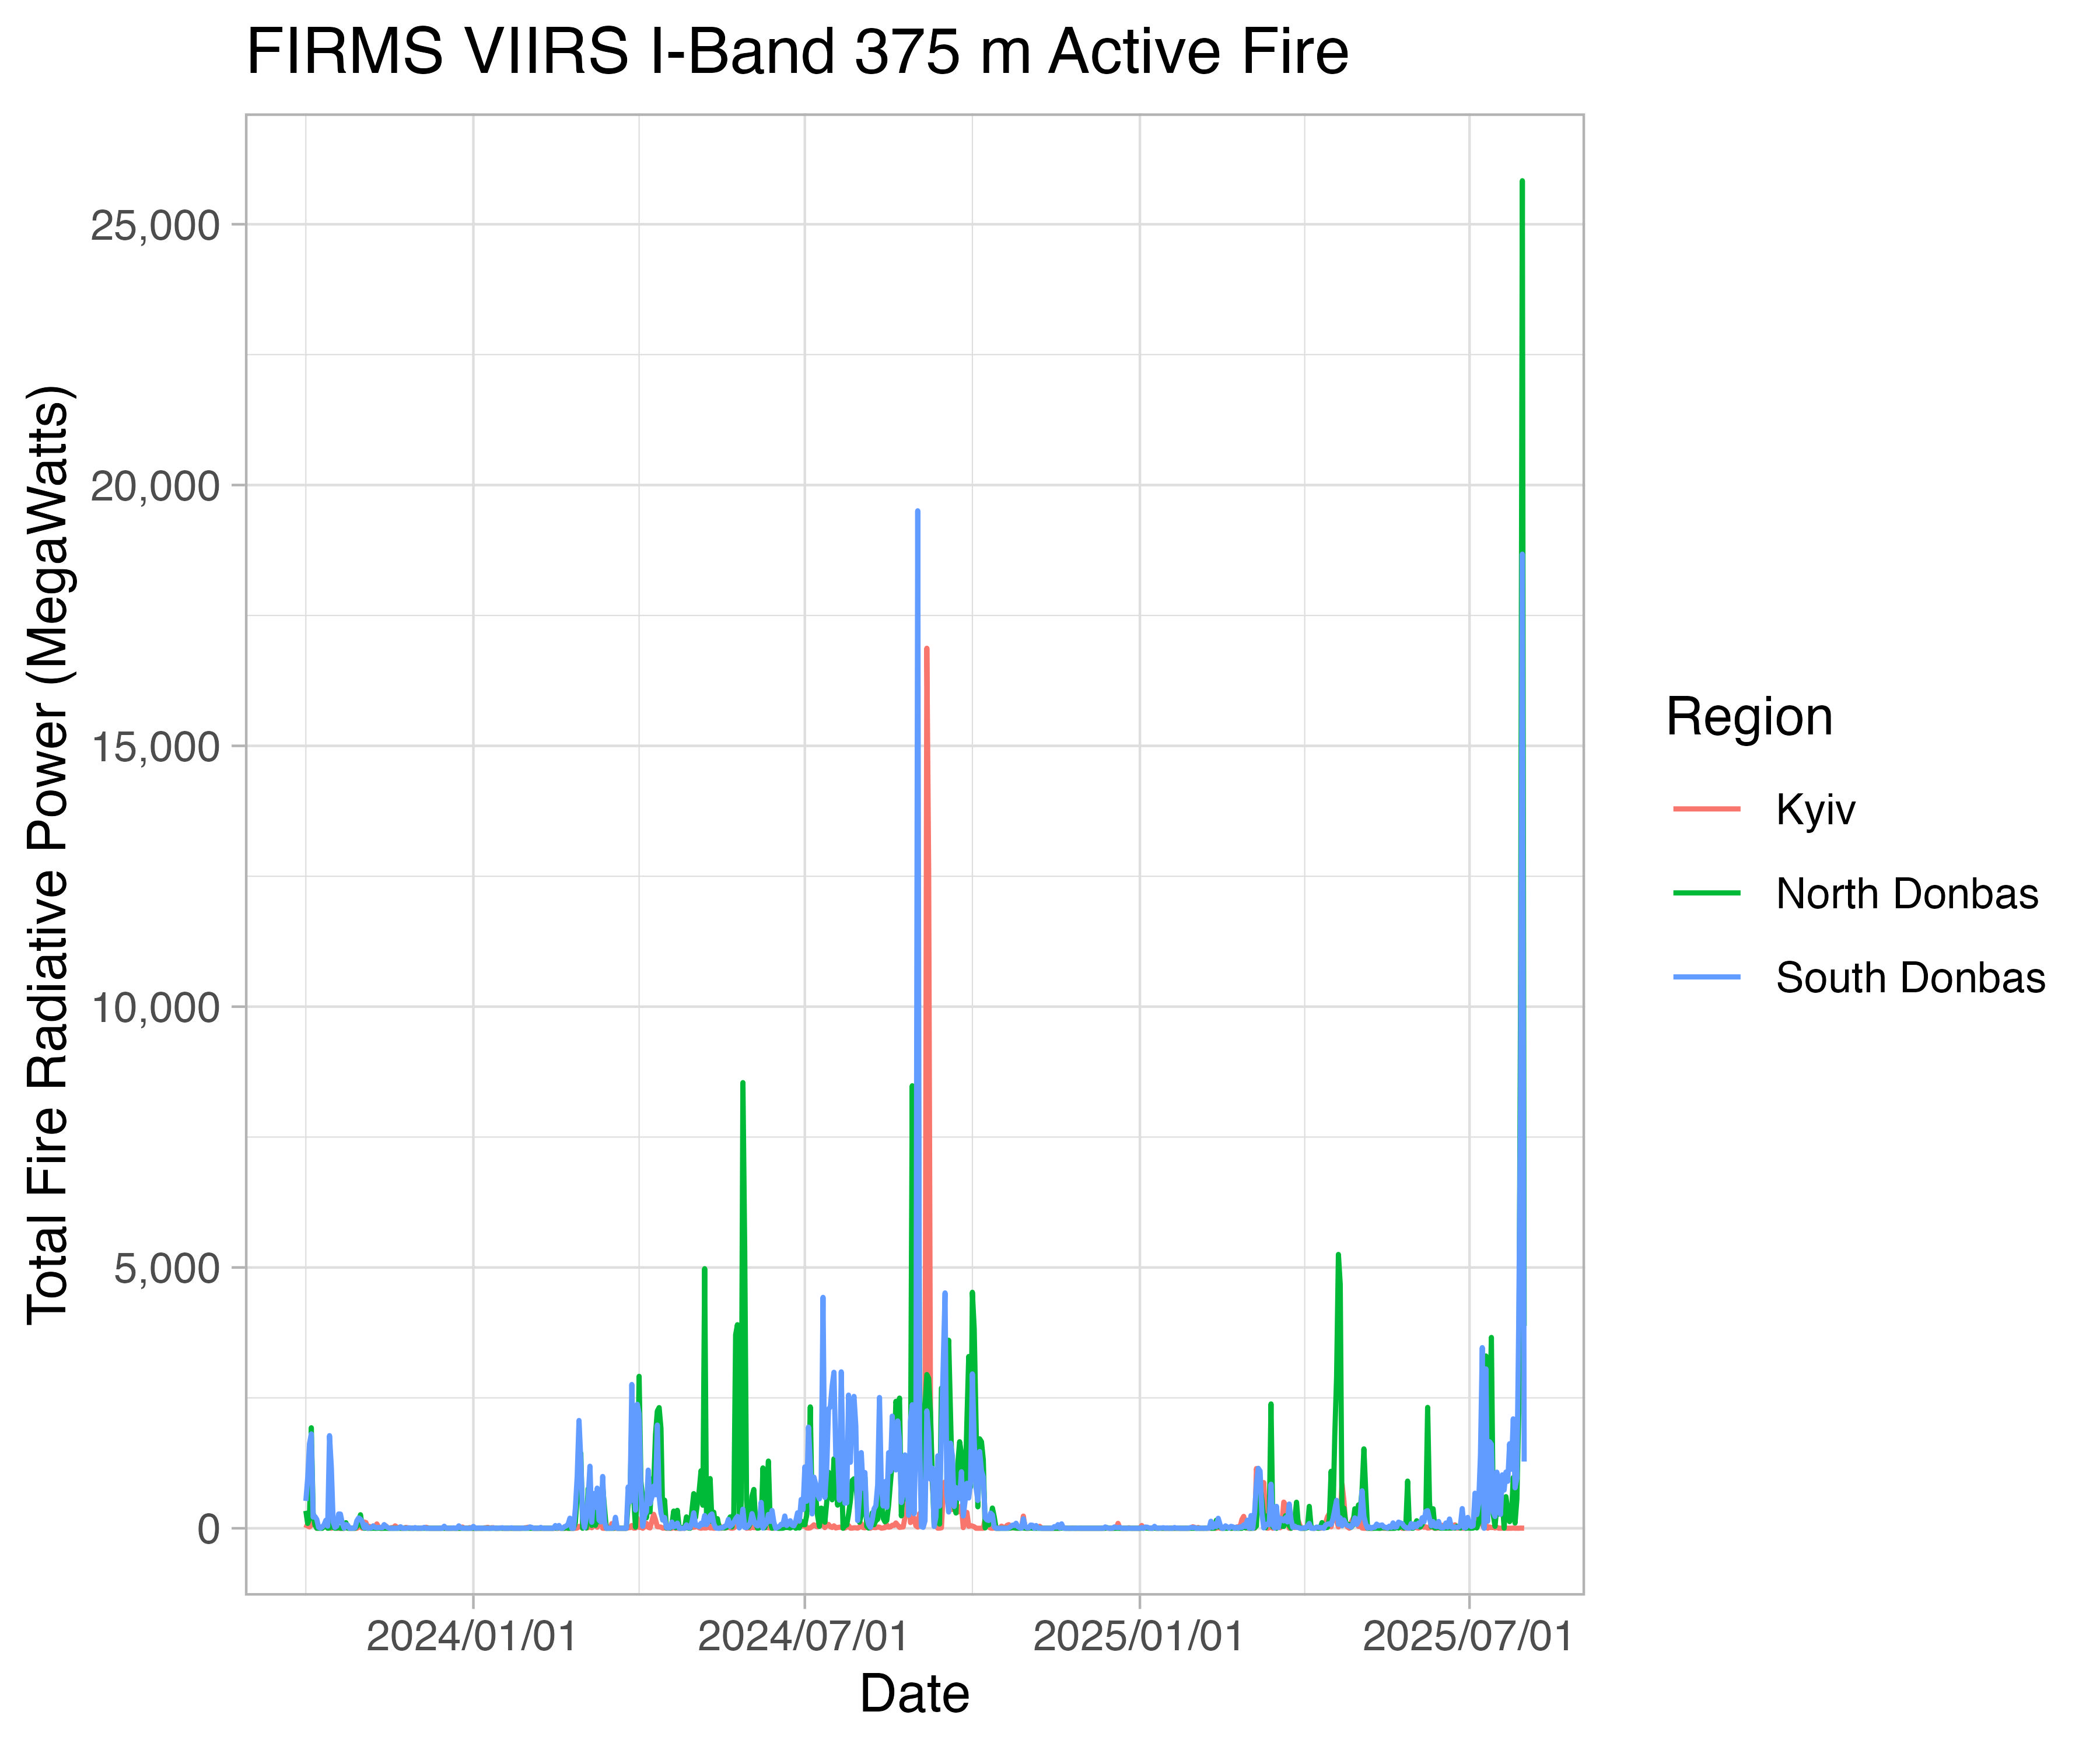 FIRMS VIIRS I-Band 375 m Active Fire
Total Fire Radiative Power (MegaWatts)
25,000
20,000
15,000
10,000
5,000
0
2024/01/01
2024/07/01
2025/01/01
2025/07/01
Date
Region
Kyiv
North Donbas
South Donbas